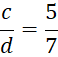 c/d = 5/7